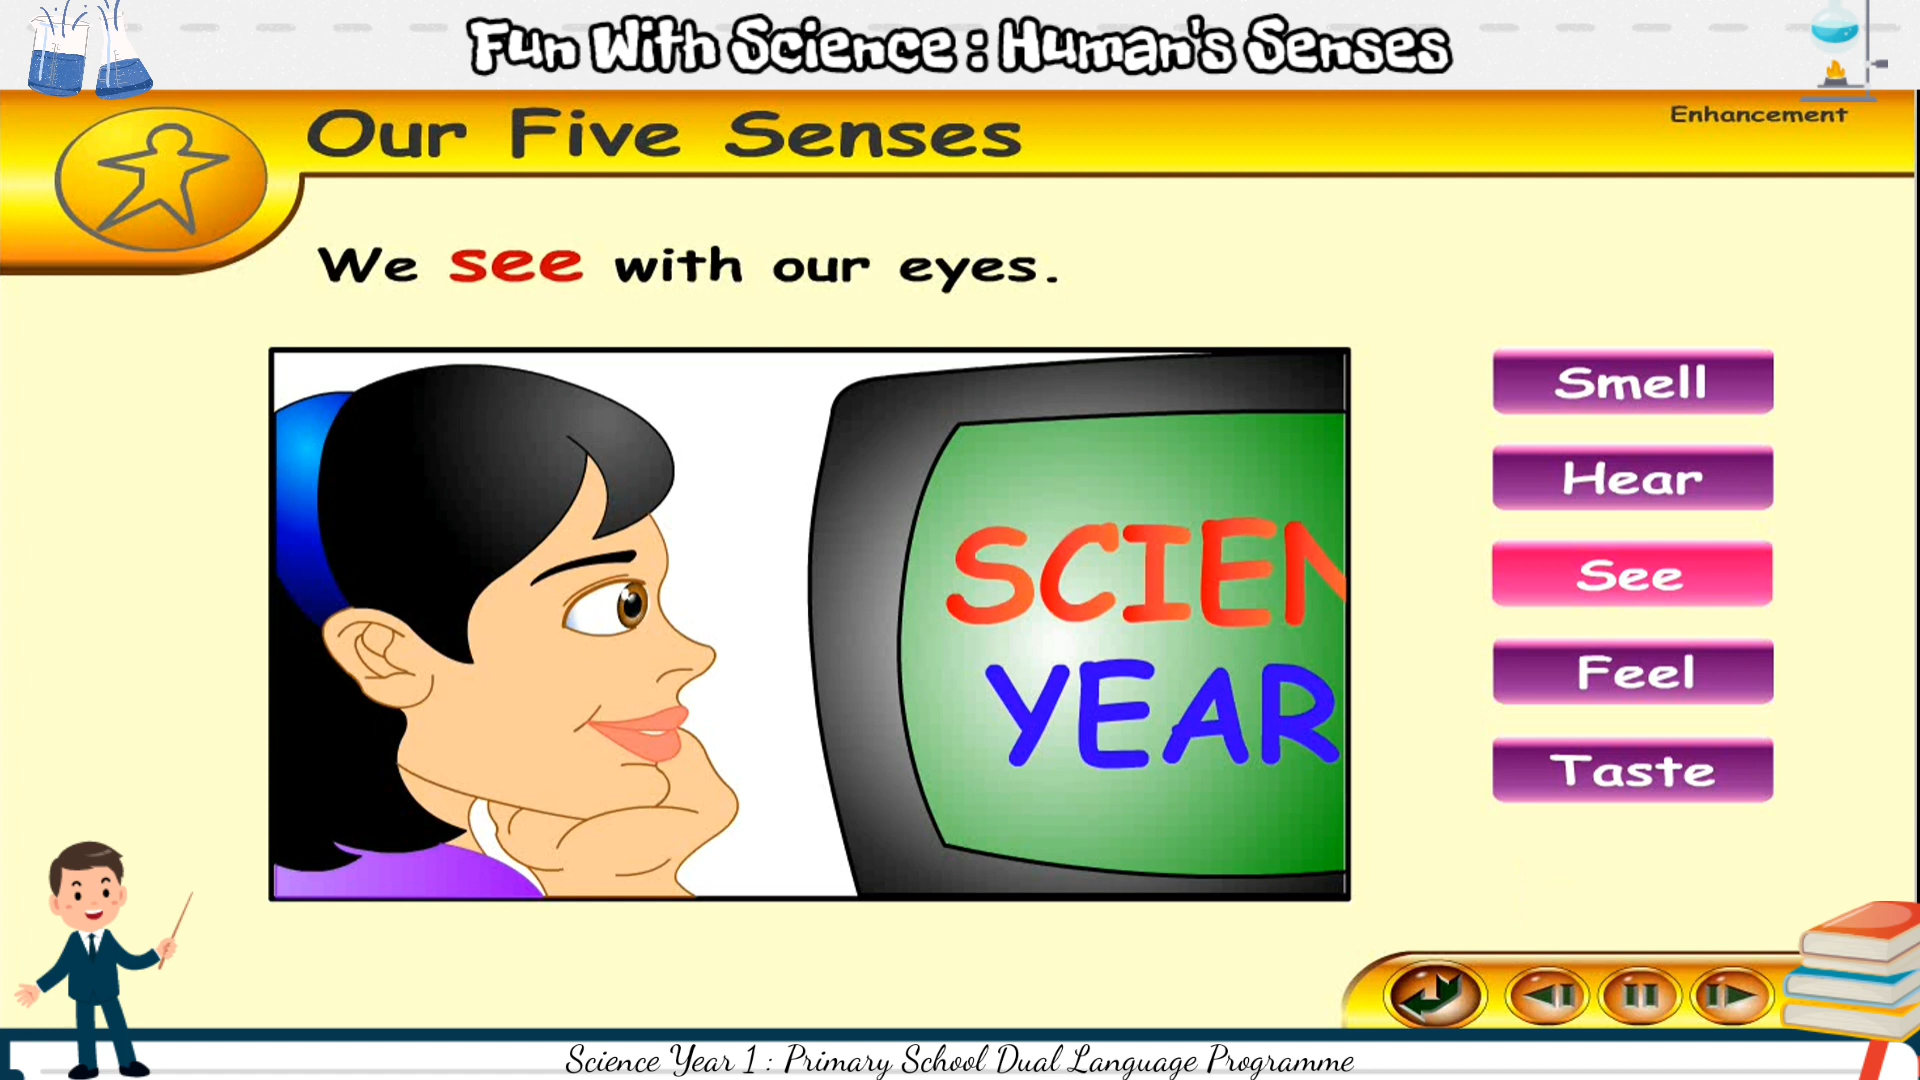 Fun With Science : Human's Senses
Our Five Senses
Enhancement
We see with our eyes.
SCIEN
YEAR
Smell
Hear
See
Feel
Taste
Science Year 1 : Primary School Dual Language Programme